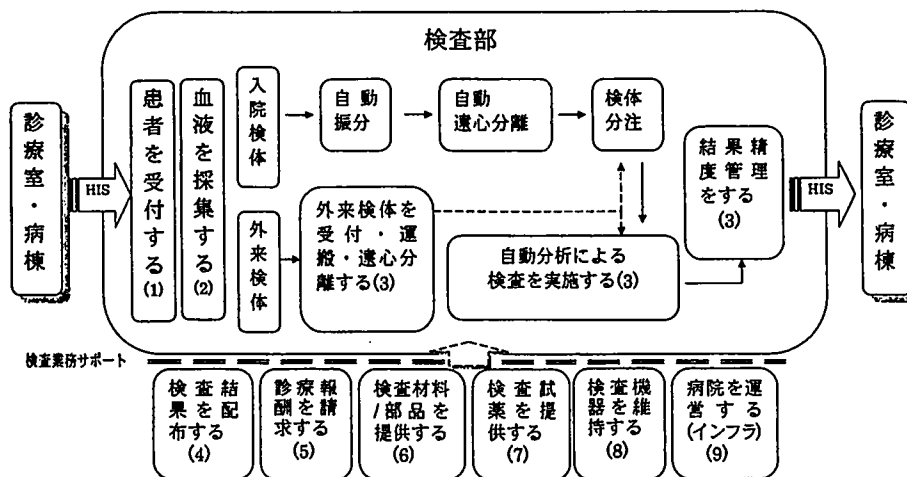 検査部
診療室・病棟
HIS
患者を受付する(1)
血液を採集する(2)
入院検体
自動
振分
自動
遠心分離
検体
分注
外来検体
外来検体を
受付・運
搬・遠心分
離する(3)
自動分析による
検査を実施する(3)
結果精
度管理
をする
(3)
HIS
診療室・病棟
検査業務サポート
検査結
果を配
布する
(4)
診療報
酬を請
求する
(5)
検査材料
/部品を
提供する
(6)
検査試
薬を提
供する
(7)
検査機
器を維
持する
(8)
病院を運
営する
(インフラ)
(9)